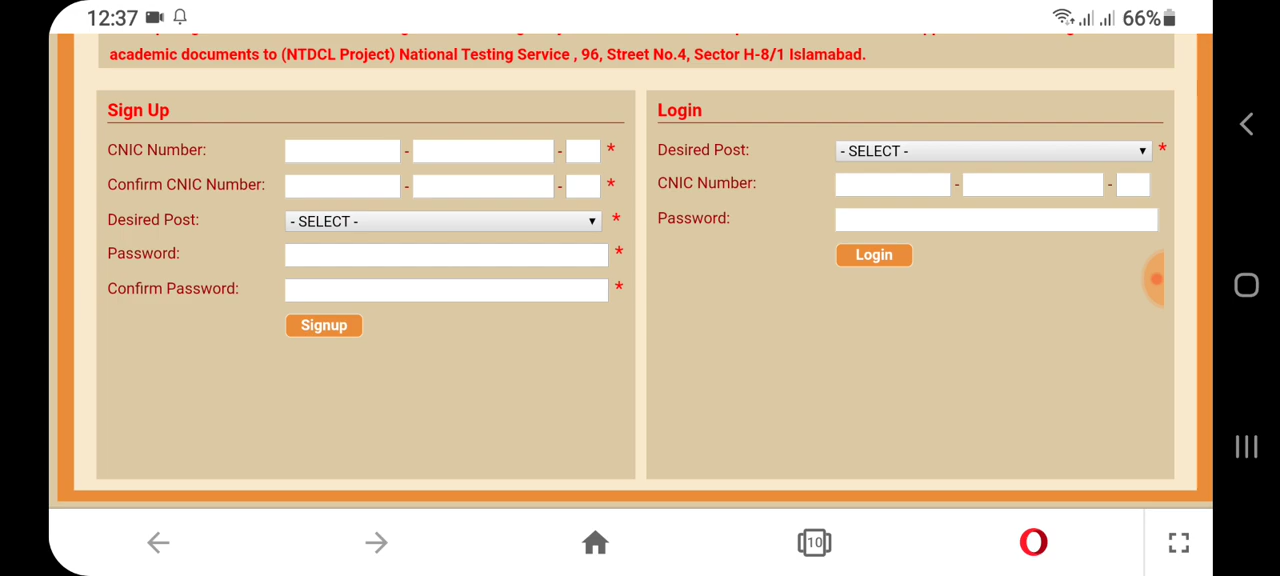 12:37
66%
academic documents to (NTDCL Project) National Testing Service , 96, Street No.4, Sector H-8/1 Islamabad.
Sign Up
CNIC Number: - - *
Confirm CNIC Number: - - *
Desired Post: - SELECT - *
Password: *
Confirm Password: *
Signup
Login
Desired Post: - SELECT - *
CNIC Number: - -
Password:
Login
10